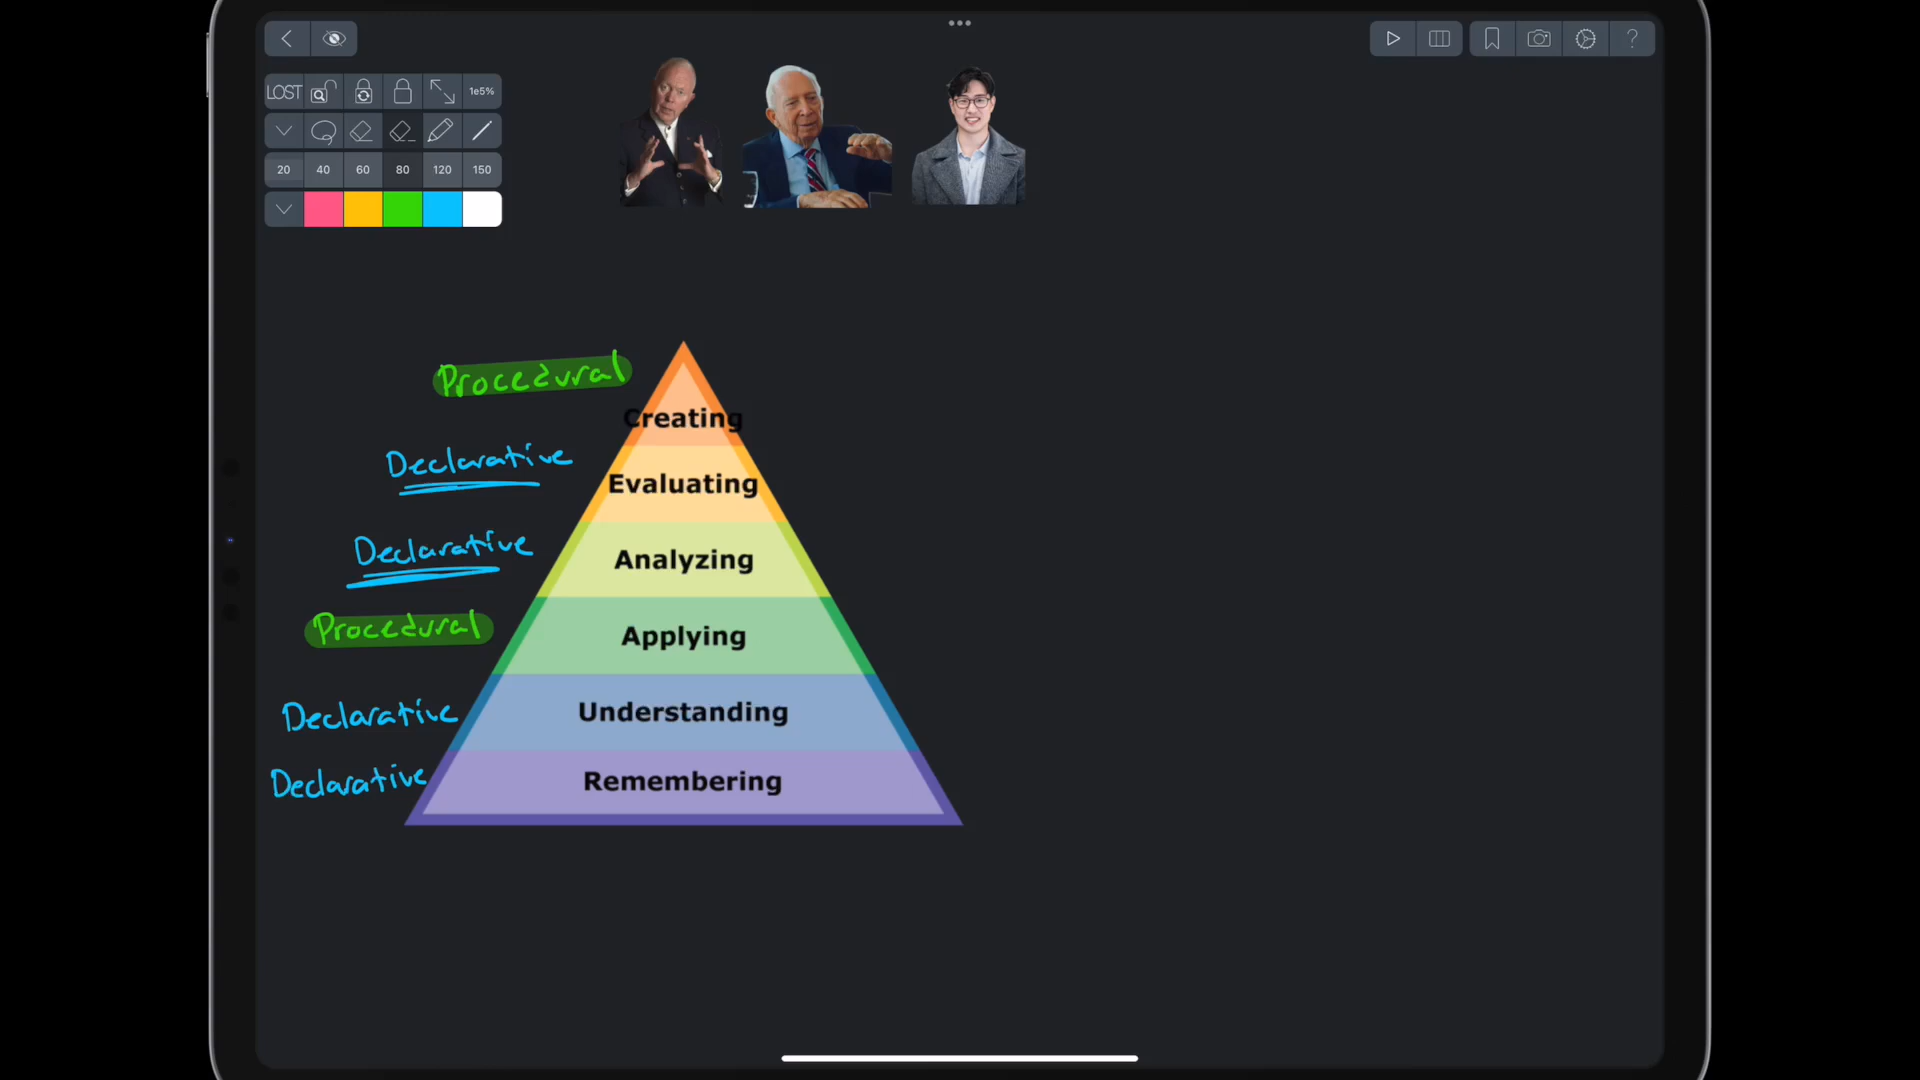 LOST 1e5%
20 40 60 80 120 150
?
Procedural
Creating
Declarative
Evaluating
Declarative
Analyzing
Procedural
Applying
Declarative
Understanding
Declarative
Remembering